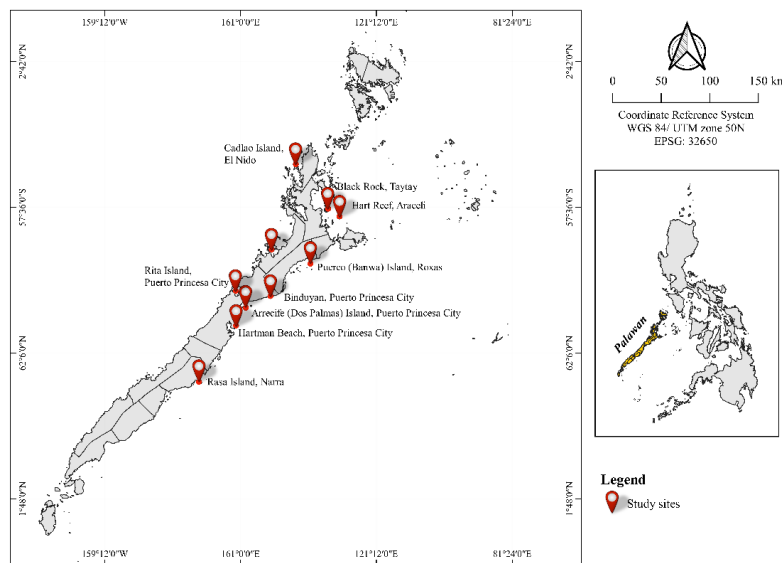 159°12'0"W 161°0'0"E 121°12'0"E 81°24'0"E
2°42'0"N 2°42'0"N
Cadlao Island,
El Nido
Black Rock, Taytay
57°36'0"N Hart Reef, Araceli 57°36'0"N
Puerco (Banwa) Island, Roxas
Rita Island,
Puerto Princesa City
Binduyan, Puerto Princesa City
Arrecife (Dos Palmas) Island, Puerto Princesa City
Hartman Beach, Puerto Princesa City
62°6'0"N 62°6'0"N
Rasa Island, Narra
1°48'0"N 1°48'0"N
159°12'0"W 161°0'0"E 121°12'0"E 81°24'0"E
0 50 100 150 km
Coordinate Reference System
WGS 84/ UTM zone 50N
EPSG: 32650
Palawan
Legend
Study sites